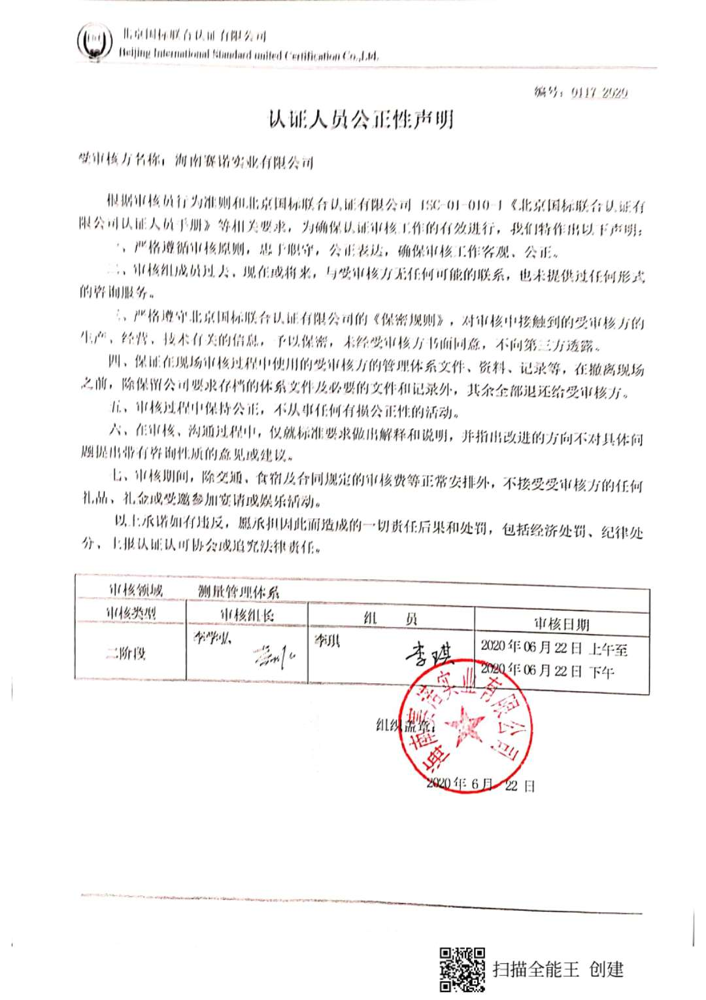 北京国标联合认证有限公司
Beijing International Standard united Certification Co.,Ltd.
编号：0117-2020
认证人员公正性声明
受审核方名称：海南赛诺实业有限公司
根据审核员行为准则和北京国标联合认证有限公司 ISC-01-010-1《北京国标联合认证有
限公司认证人员手册》等相关要求，为确保认证审核工作的有效进行，我们特作出以下声明：
一、严格遵循审核原则，忠于职守，公正表达，确保审核工作客观、公正。
二、审核组成员过去、现在或将来，与受审核方无任何可能的联系，也未提供过任何形式
的咨询服务。
三、严格遵守北京国标联合认证有限公司的《保密规则》，对审核中接触到的受审核方的
生产、经营、技术有关的信息，予以保密，未经受审核方书面同意，不向第三方透露。
四、保证在现场审核过程中使用的受审核方的管理体系文件、资料、记录等，在撤离现场
之前，除保留公司要求存档的体系文件及必要的文件和记录外，其余全部退还给受审核方。
五、审核过程中保持公正，不从事任何有损公正性的活动。
六、在审核、沟通过程中，仅就标准要求做出解释和说明，并指出改进的方向不对具体问
题提出带有咨询性质的意见或建议。
七、审核期间，除交通、食宿及合同规定的审核费等正常安排外，不接受受审核方的任何
礼品、礼金或受邀参加宴请或娱乐活动。
以上承诺如有违反，愿承担因此而造成的一切责任后果和处罚，包括经济处罚、纪律处
分、上报认证认可协会或追究法律责任。
审核领域 测量管理体系
审核类型 审核组长 组 员 审核日期
二阶段 李学 李琪 李琪 2020年06月22日 上午至
2020年06月22日 下午
海南赛诺实业有限公司
组织盖章：
2020年6月 22日
扫描全能王 创建